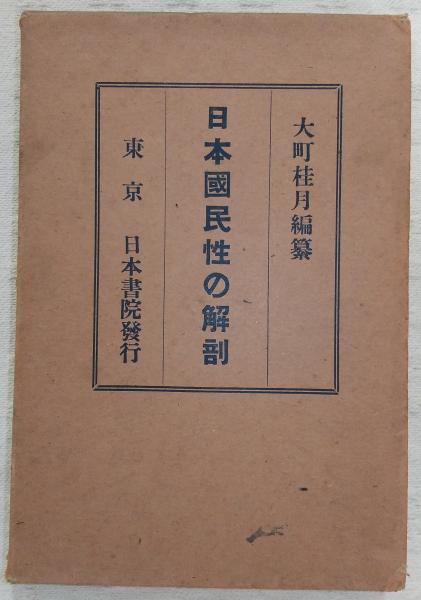 大町桂月編纂
日本國民性の解剖
東京 日本書院發行